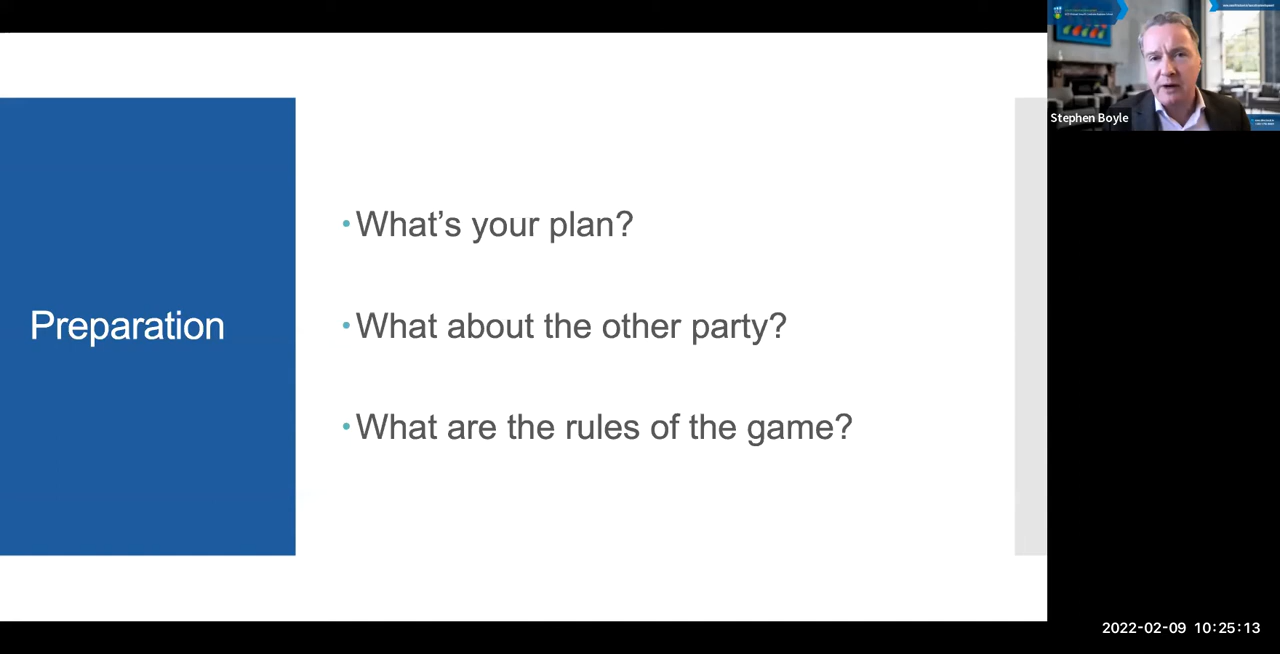 Preparation
•What's your plan?
•What about the other party?
•What are the rules of the game?
Stephen Boyle
2022-02-09 10:25:13